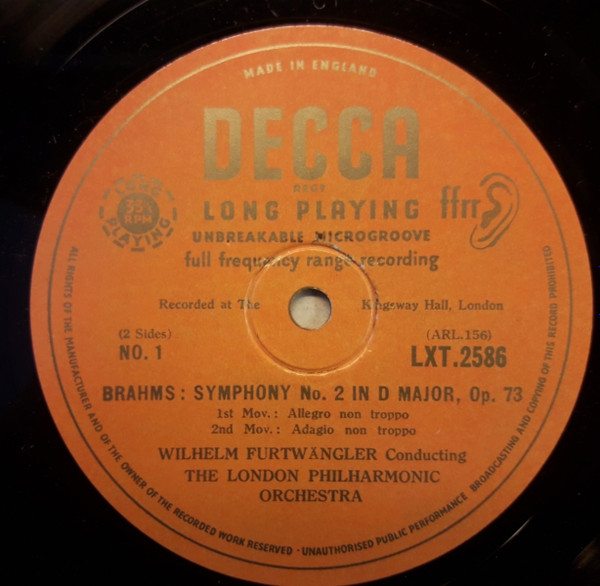 MADE IN ENGLAND
DECCA
REGD
LONG PLAYING
ffrr
LONG
33⅓
RPM
PLAYING
UNBREAKABLE MICROGROOVE
full frequency range recording
Recorded at The Kingsway Hall, London
(2 Sides)
(ARL.156)
NO. 1
LXT.2586
BRAHMS : SYMPHONY No. 2 IN D MAJOR, Op. 73
1st Mov.: Allegro non troppo
2nd Mov.: Adagio non troppo
WILHELM FURTWÄNGLER Conducting
THE LONDON PHILHARMONIC
ORCHESTRA
ALL RIGHTS OF THE MANUFACTURER AND OF THE OWNER OF THE RECORDED WORK RESERVED · UNAUTHORISED PUBLIC PERFORMANCE BROADCASTING AND COPYING OF THIS RECORD PROHIBITED